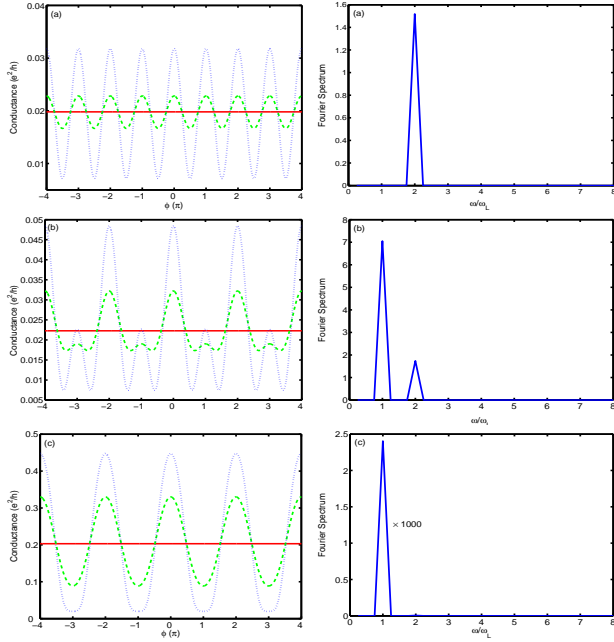 (a)
0.04
0.03
0.02
0.01
Conductance (e²/h)
−4 −3 −2 −1 0 1 2 3 4
ϕ (π)
(a)
1.6
1.4
1.2
1
0.8
0.6
0.4
0.2
0
Fourier Spectrum
0 1 2 3 4 5 6 7 8
ω/ω_L
(b)
0.05
0.045
0.04
0.035
0.03
0.025
0.02
0.015
0.01
0.005
Conductance (e²/h)
−4 −3 −2 −1 0 1 2 3 4
ϕ (π)
(b)
8
7
6
5
4
3
2
1
0
Fourier Spectrum
0 1 2 3 4 5 6 7 8
ω/ω_L
(c)
0.5
0.4
0.3
0.2
0.1
0
Conductance (e²/h)
−4 −3 −2 −1 0 1 2 3 4
ϕ (π)
(c)
2.5
2
1.5
1
0.5
0
Fourier Spectrum
× 1000
0 1 2 3 4 5 6 7 8
ω/ω_L